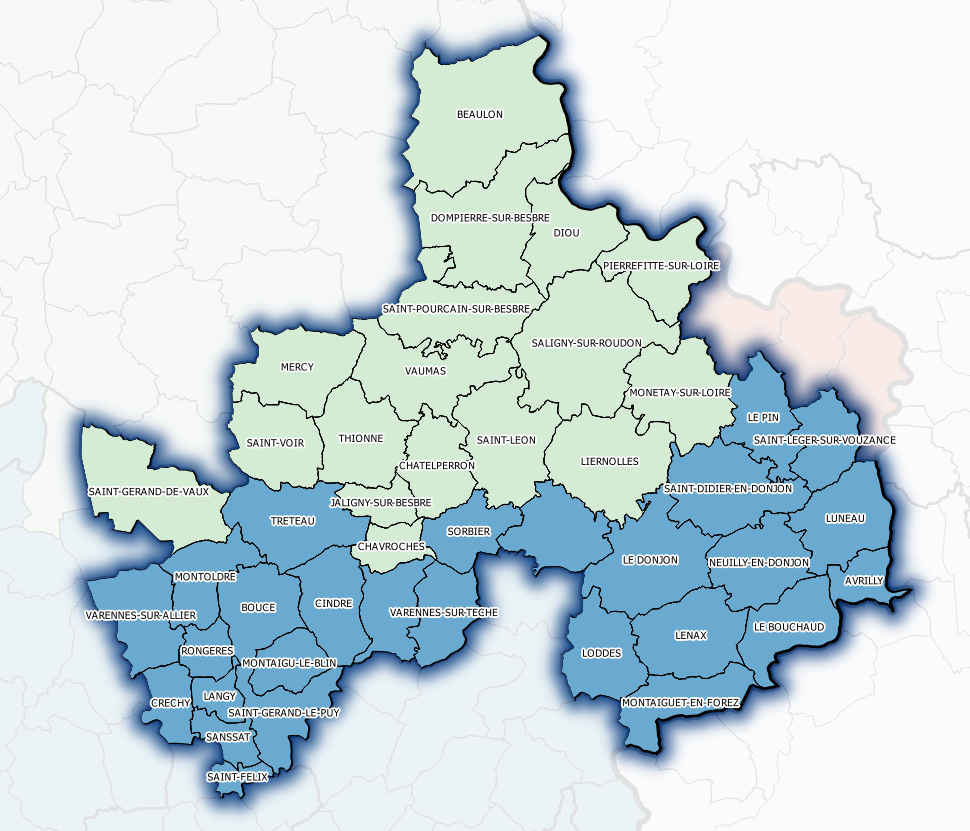 BEAULON
DOMPIERRE-SUR-BESBRE
DIOU
PIERREFITTE-SUR-LOIRE
SAINT-POURCAIN-SUR-BESBRE
SALIGNY-SUR-ROUDON
MERCY
VAUMAS
MONETAY-SUR-LOIRE
LE PIN
SAINT-VOIR
THIONNE
SAINT-LEON
SAINT-LEGER-SUR-VOUZANCE
CHATELPERRON
LIERNOLLES
SAINT-GERAND-DE-VAUX
SAINT-DIDIER-EN-DONJON
JALIGNY-SUR-BESBRE
TRETEAU
SORBIER
LUNEAU
CHAVROCHES
LE DONJON
NEUILLY-EN-DONJON
MONTOLDRE
AVRILLY
VARENNES-SUR-ALLIER
BOUCE
CINDRE
VARENNES-SUR-TECHE
LE BOUCHAUD
LENAX
RONGERES
MONTAIGU-LE-BLIN
LODDES
CRECHY
LANGY
MONTAIGUET-EN-FOREZ
SAINT-GERAND-LE-PUY
SANSSAT
SAINT-FELIX